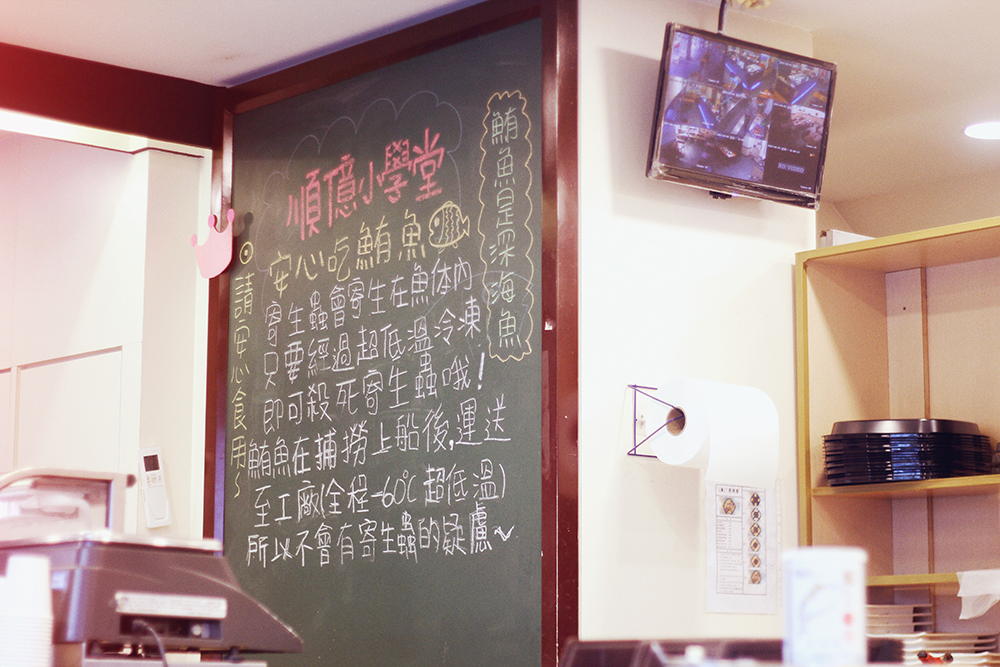 順億小學堂
安心吃鮪魚
寄生蟲會寄生在魚体內
只要經過超低溫冷凍
即可殺死寄生蟲哦!
鮪魚在捕撈上船後,運送
至工廠(全程-60℃超低溫)
所以不會有寄生蟲的疑慮~
鮪魚是深海魚
⊙請安心食用~